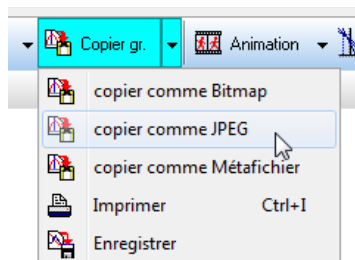 Copier gr. Animation
copier comme Bitmap
copier comme JPEG
copier comme Métafichier
Imprimer Ctrl+I
Enregistrer